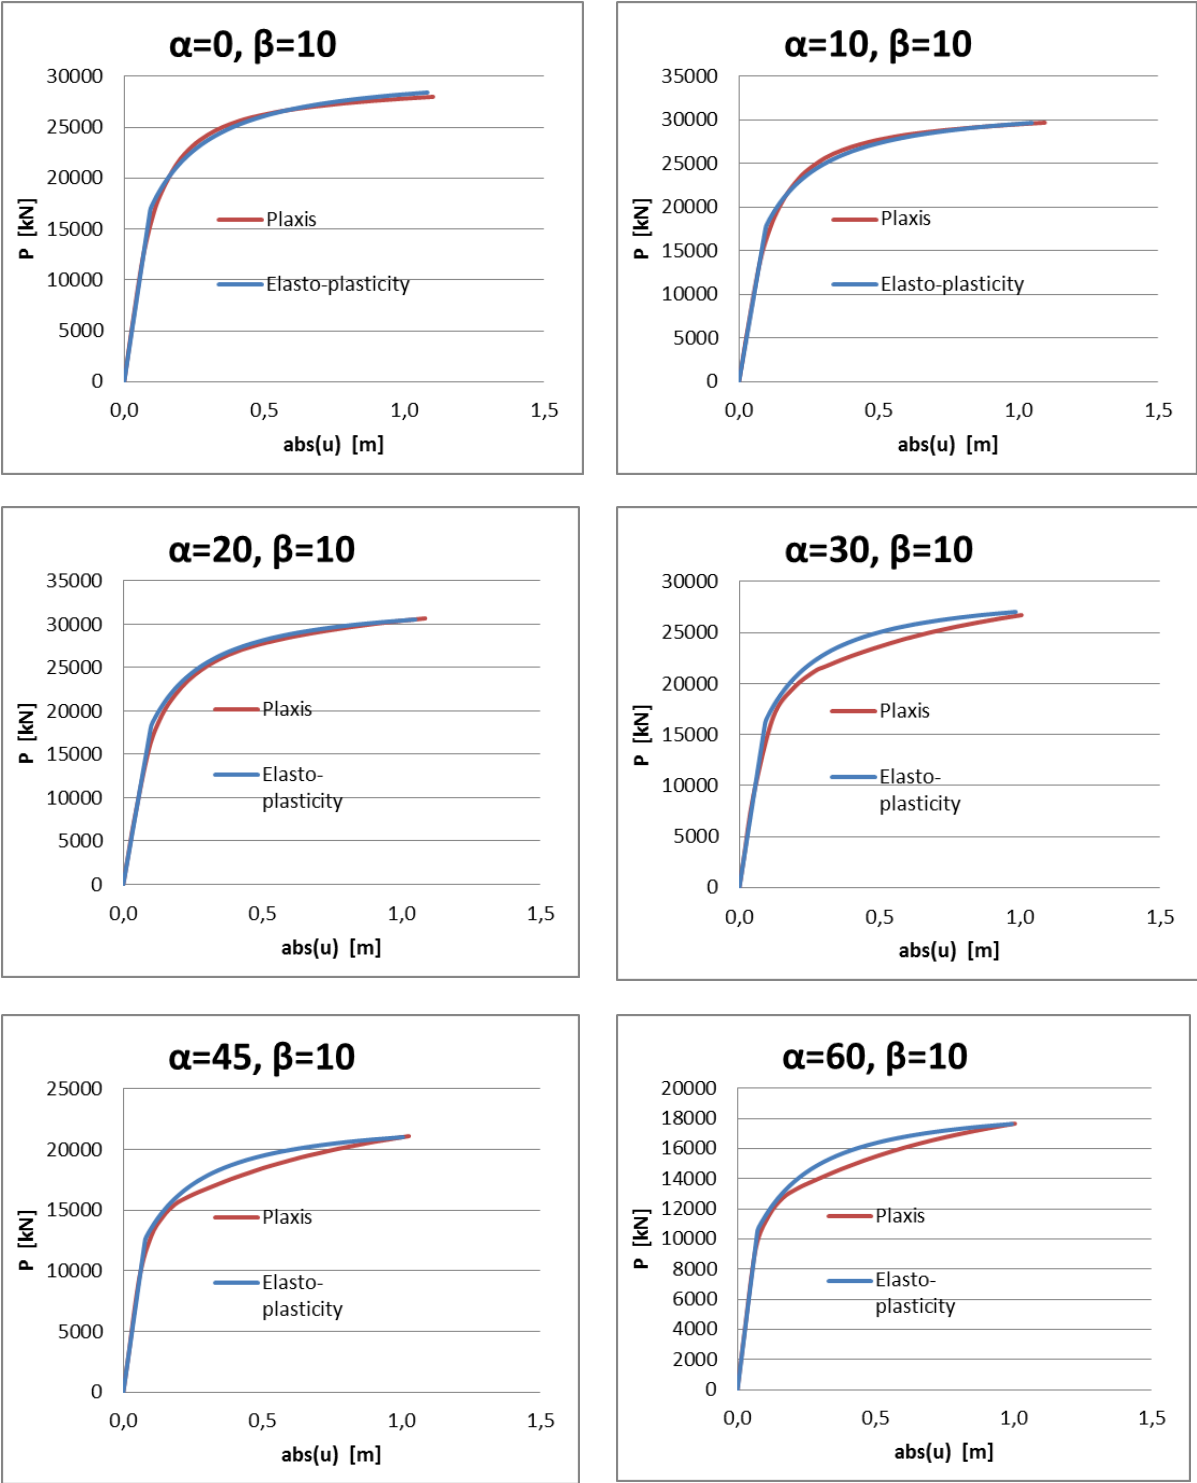 α=0, β=10
30000
25000
20000
15000
10000
5000
0
P [kN]
Plaxis
Elasto-plasticity
0,0 0,5 1,0 1,5
abs(u) [m]
α=10, β=10
35000
30000
25000
20000
15000
10000
5000
0
P [kN]
Plaxis
Elasto-plasticity
0,0 0,5 1,0 1,5
abs(u) [m]
α=20, β=10
35000
30000
25000
20000
15000
10000
5000
0
P [kN]
Plaxis
Elasto-
plasticity
0,0 0,5 1,0 1,5
abs(u) [m]
α=30, β=10
30000
25000
20000
15000
10000
5000
0
P [kN]
Plaxis
Elasto-
plasticity
0,0 0,5 1,0 1,5
abs(u) [m]
α=45, β=10
25000
20000
15000
10000
5000
0
P [kN]
Plaxis
Elasto-
plasticity
0,0 0,5 1,0 1,5
abs(u) [m]
α=60, β=10
20000
18000
16000
14000
12000
10000
8000
6000
4000
2000
0
P [kN]
Plaxis
Elasto-
plasticity
0,0 0,5 1,0 1,5
abs(u) [m]